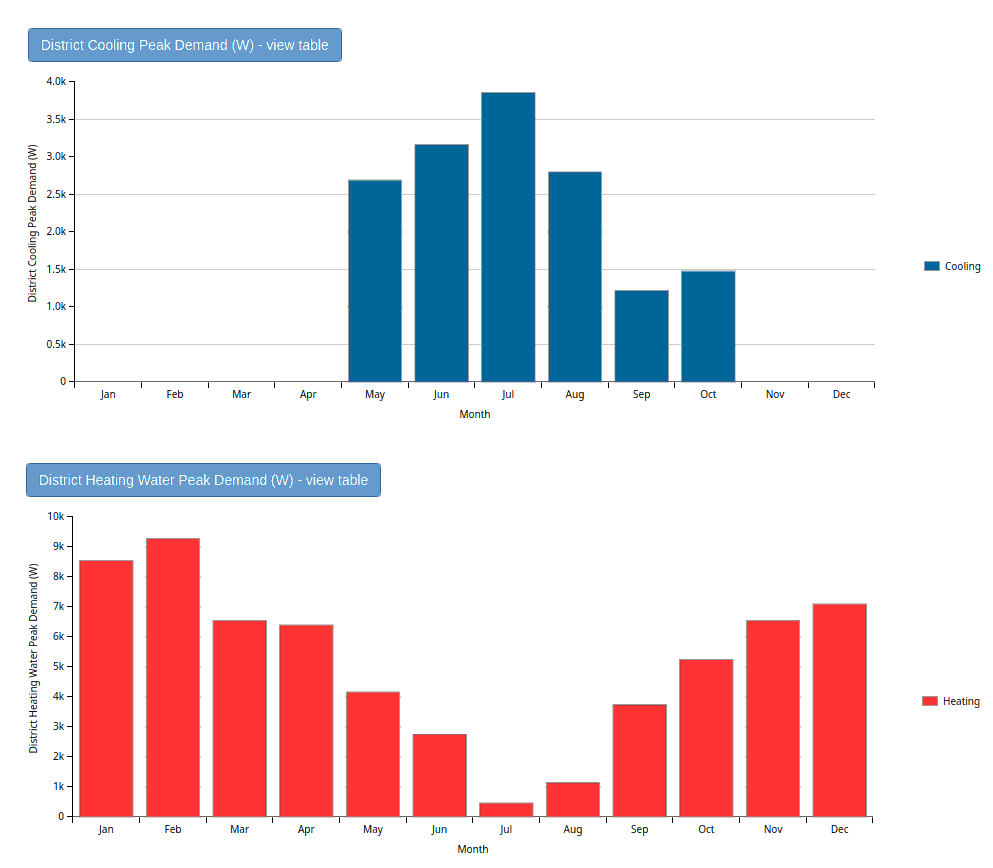 District Cooling Peak Demand (W) - view table
4.0k
3.5k
3.0k
2.5k
2.0k
1.5k
1.0k
0.5k
0
District Cooling Peak Demand (W)
Jan Feb Mar Apr May Jun Jul Aug Sep Oct Nov Dec
Month
Cooling
District Heating Water Peak Demand (W) - view table
10k
9k
8k
7k
6k
5k
4k
3k
2k
1k
0
District Heating Water Peak Demand (W)
Jan Feb Mar Apr May Jun Jul Aug Sep Oct Nov Dec
Month
Heating